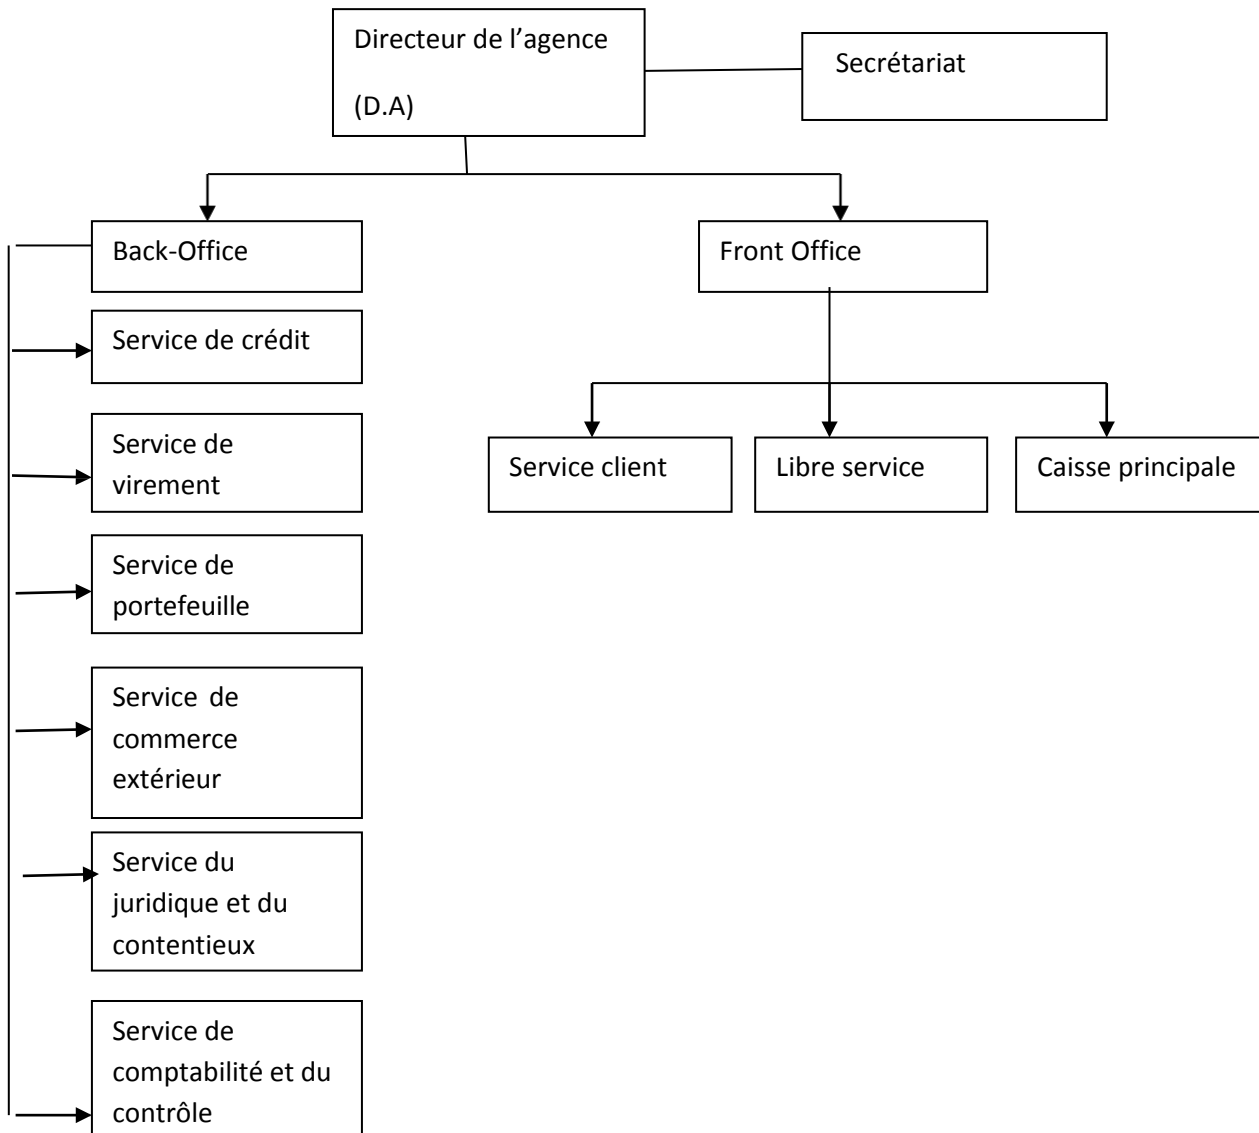 Directeur de l’agence
(D.A)
Secrétariat
Back-Office
Front Office
Service de crédit
Service de
virement
Service de
portefeuille
Service de
commerce
extérieur
Service du
juridique et du
contentieux
Service de
comptabilité et du
contrôle
Service client
Libre service
Caisse principale